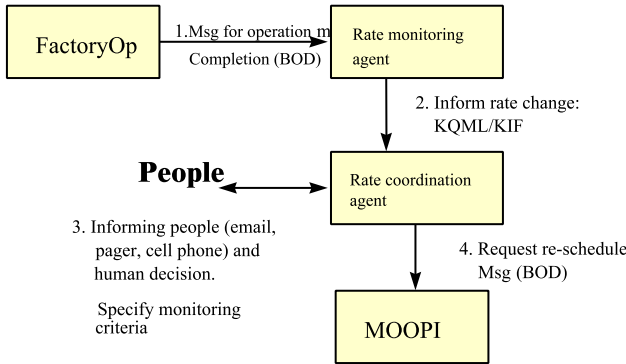 FactoryOp
1.Msg for operation m
Completion (BOD)
Rate monitoring
agent
2. Inform rate change:
KQML/KIF
People
Rate coordination
agent
3. Informing people (email,
pager, cell phone) and
human decision.
Specify monitoring
criteria
4. Request re-schedule
Msg (BOD)
MOOPI